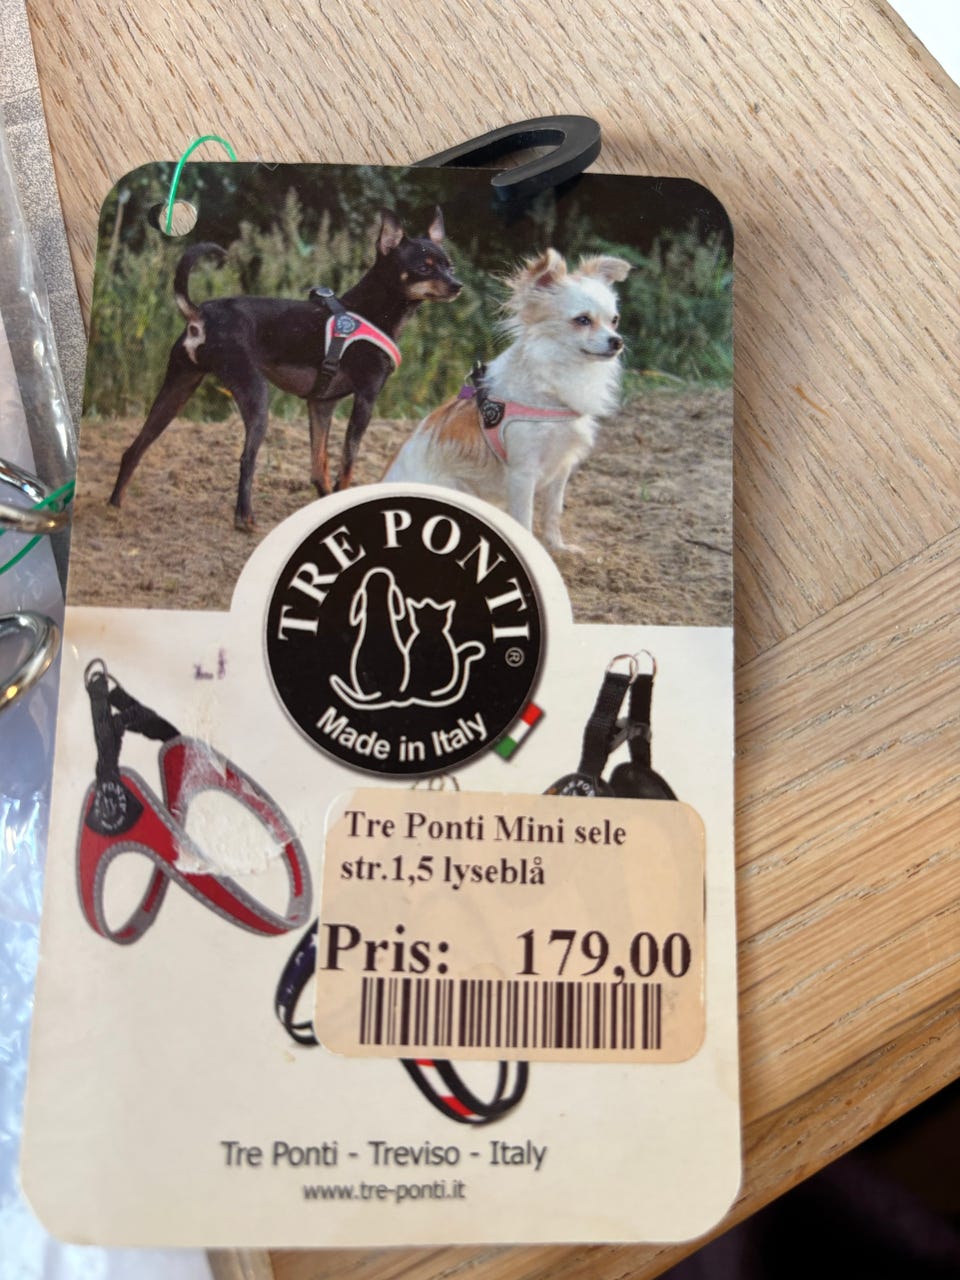 TRE PONTI
®
Made in Italy
Tre Ponti Mini sele
str.1,5 lyseblå
Pris: 179,00
Tre Ponti - Treviso - Italy
www.tre-ponti.it